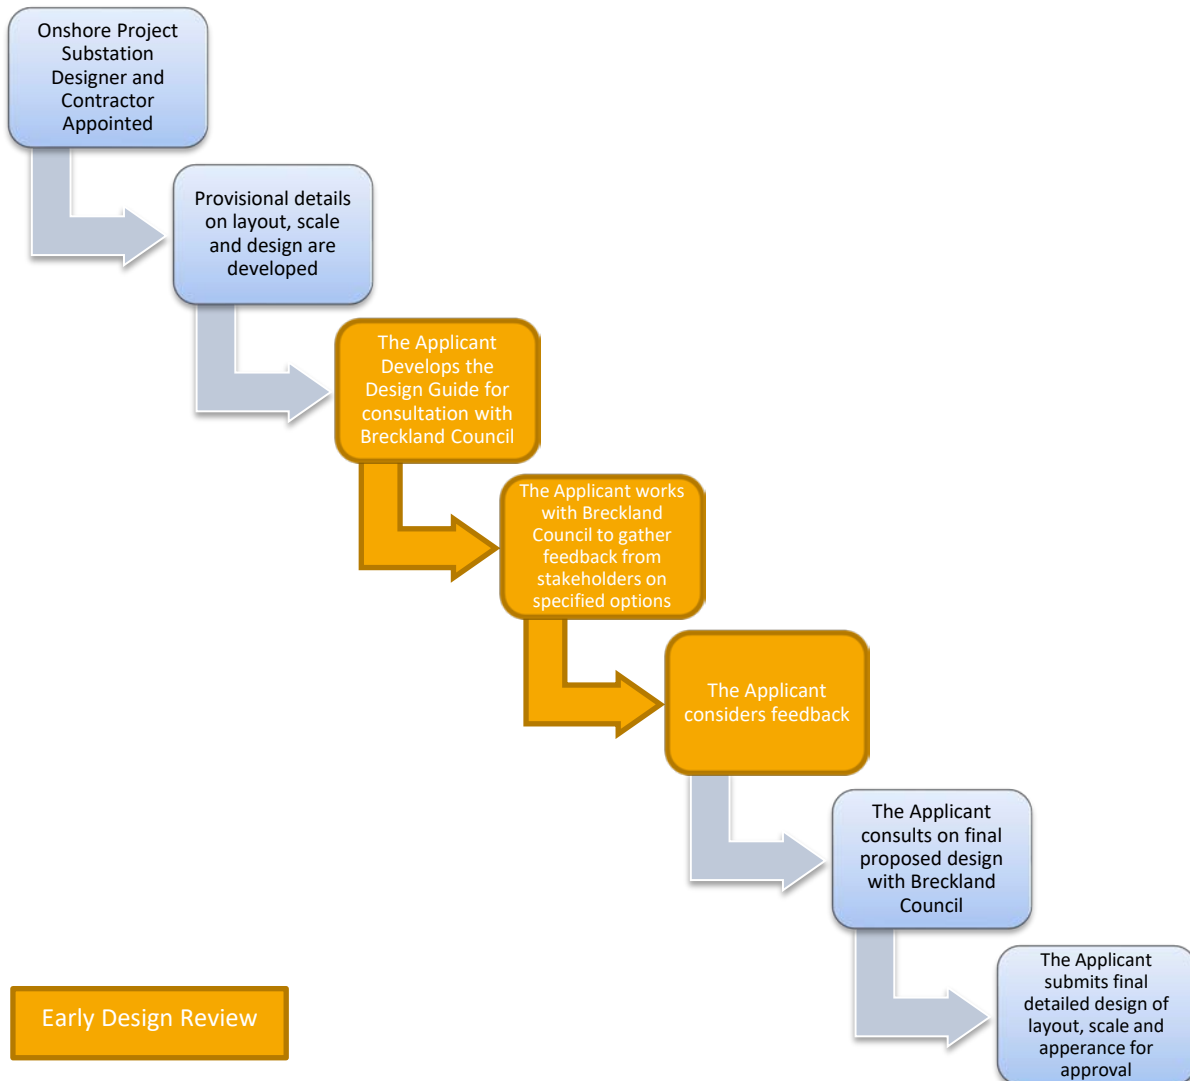 Onshore Project
Substation
Designer and
Contractor
Appointed
Provisional details
on layout, scale
and design are
developed
The Applicant
Develops the
Design Guide for
consultation with
Breckland Council
The Applicant works
with Breckland
Council to gather
feedback from
stakeholders on
specified options
The Applicant
considers feedback
The Applicant
consults on final
proposed design
with Breckland
Council
The Applicant
submits final
detailed design of
layout, scale and
apperance for
approval
Early Design Review